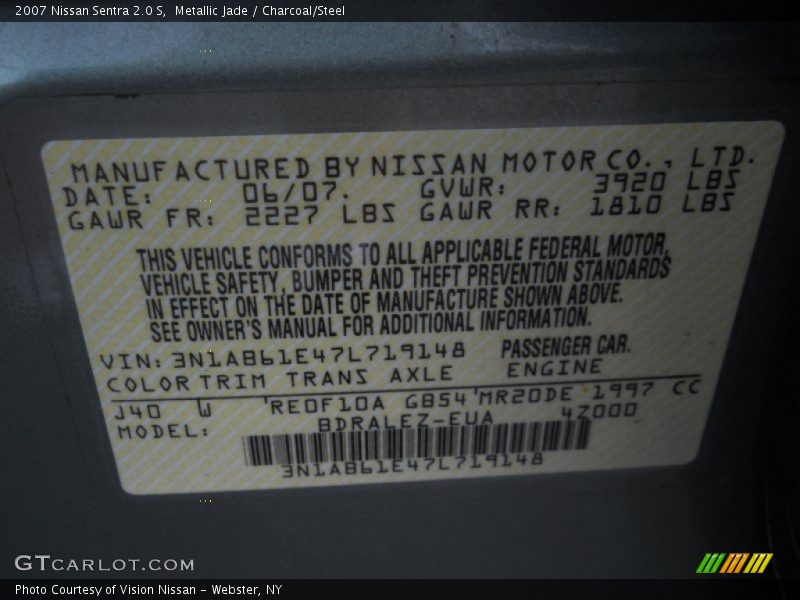 2007 Nissan Sentra 2.0 S,  Metallic Jade / Charcoal/Steel
MANUFACTURED BY NISSAN MOTOR CO., LTD.
DATE: 06/07. GVWR: 3920 LBS
GAWR FR: 2227 LBS GAWR RR: 1810 LBS
THIS VEHICLE CONFORMS TO ALL APPLICABLE FEDERAL MOTOR,
VEHICLE SAFETY, BUMPER AND THEFT PREVENTION STANDARDS
IN EFFECT ON THE DATE OF MANUFACTURE SHOWN ABOVE.
SEE OWNER'S MANUAL FOR ADDITIONAL INFORMATION.
VIN: 3N1AB61E47L719148 PASSENGER CAR.
COLOR TRIM TRANS AXLE ENGINE
J40 W 'RE0F10A GB54 'MR20DE 1997 CC
MODEL: BDRALEZ-EUA 4Z000
3N1AB61E47L719148
GTCARLOT.COM
Photo Courtesy of Vision Nissan - Webster, NY